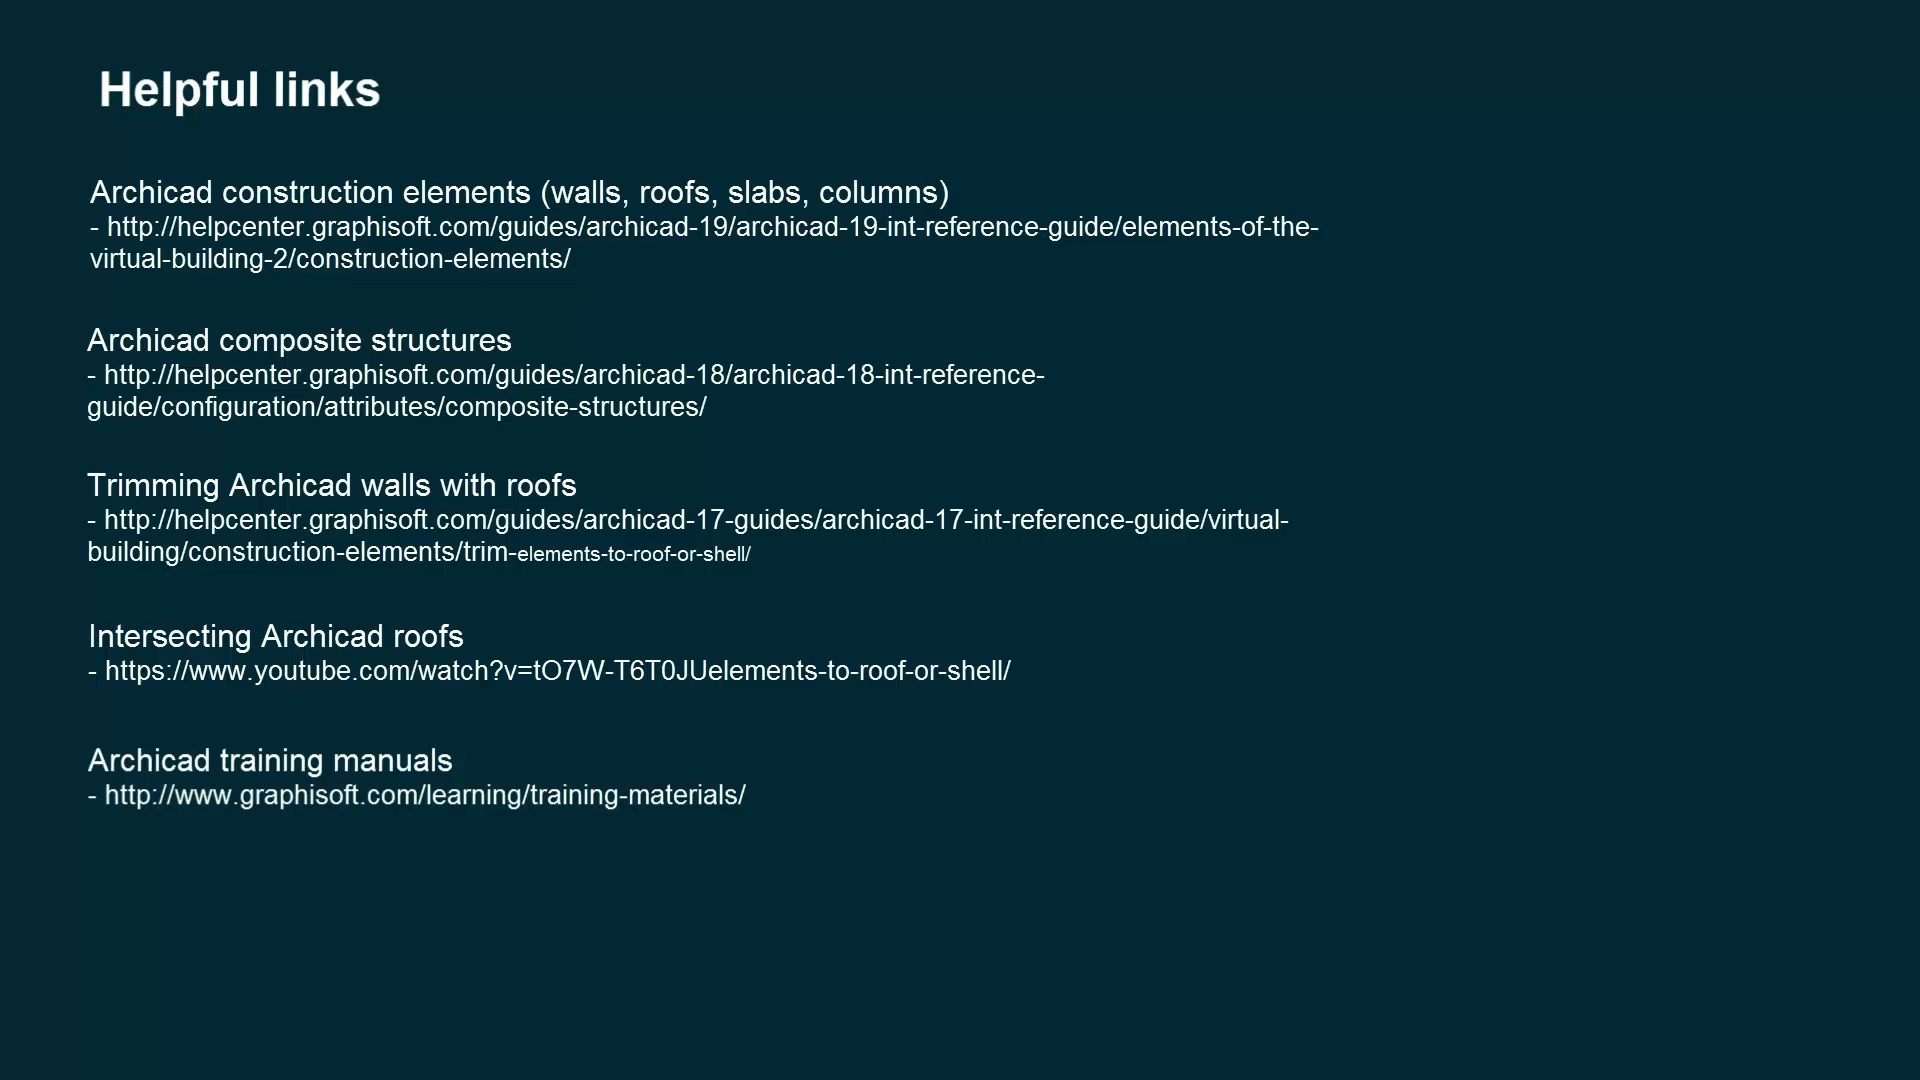 Helpful links
Archicad construction elements (walls, roofs, slabs, columns)
- http://helpcenter.graphisoft.com/guides/archicad-19/archicad-19-int-reference-guide/elements-of-the-
virtual-building-2/construction-elements/
Archicad composite structures
- http://helpcenter.graphisoft.com/guides/archicad-18/archicad-18-int-reference-
guide/configuration/attributes/composite-structures/
Trimming Archicad walls with roofs
- http://helpcenter.graphisoft.com/guides/archicad-17-guides/archicad-17-int-reference-guide/virtual-
building/construction-elements/trim-elements-to-roof-or-shell/
Intersecting Archicad roofs
- https://www.youtube.com/watch?v=tO7W-T6T0JUelements-to-roof-or-shell/
Archicad training manuals
- http://www.graphisoft.com/learning/training-materials/